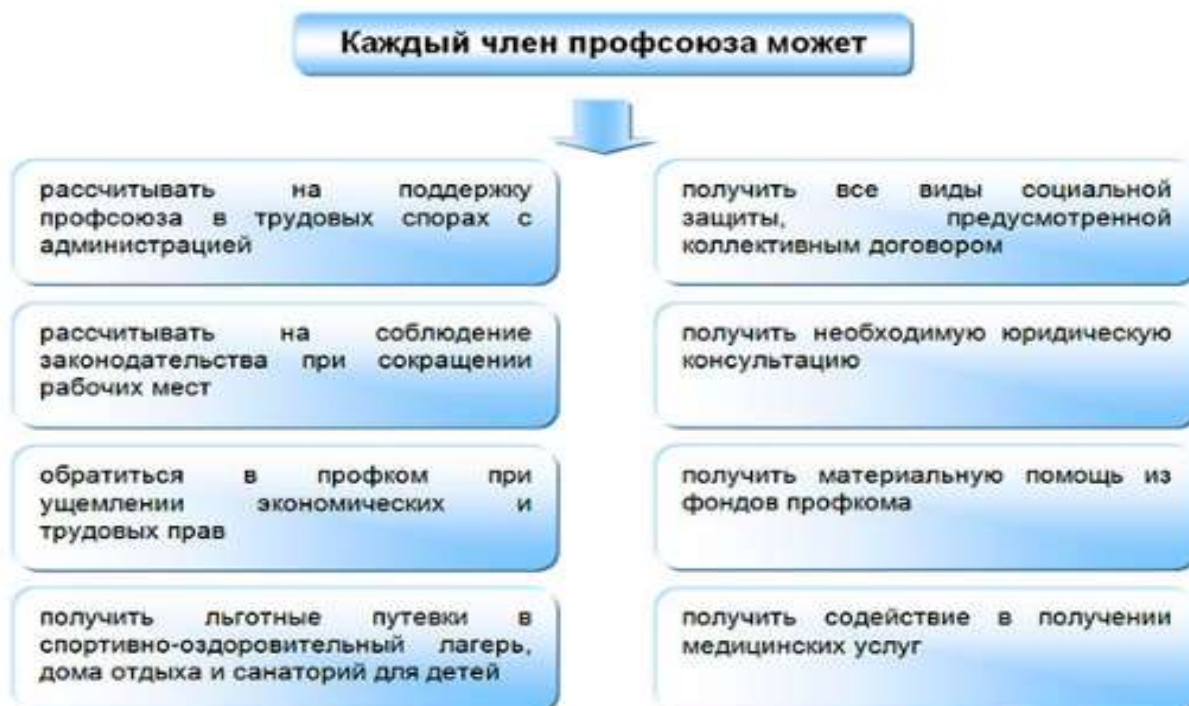 Каждый член профсоюза может
рассчитывать на поддержку
профсоюза в трудовых спорах с
администрацией
рассчитывать на соблюдение
законодательства при сокращении
рабочих мест
обратиться в профком при
ущемлении экономических и
трудовых прав
получить льготные путевки в
спортивно-оздоровительный лагерь,
дома отдыха и санаторий для детей
получить все виды социальной
защиты, предусмотренной
коллективным договором
получить необходимую юридическую
консультацию
получить материальную помощь из
фондов профкома
получить содействие в получении
медицинских услуг